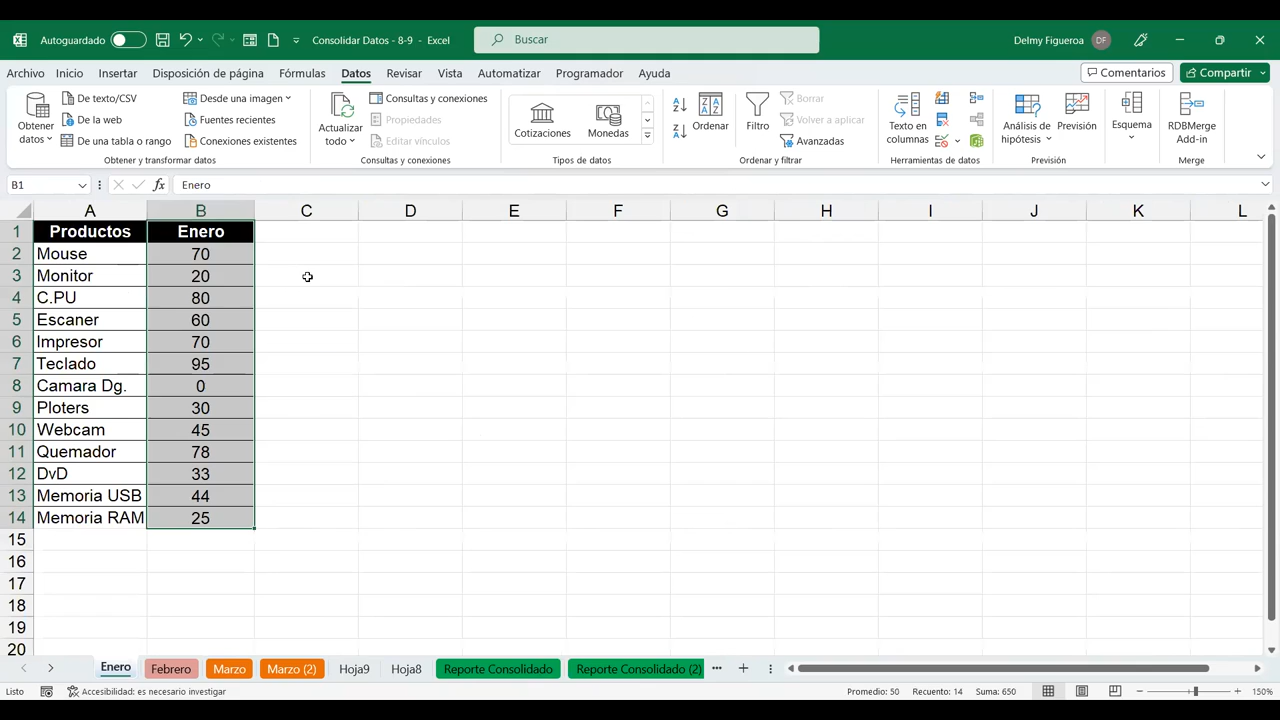 Autoguardado
Consolidar Datos - 8-9 - Excel
Buscar
Delmy Figueroa
DF
Archivo Inicio Insertar Disposición de página Fórmulas Datos Revisar Vista Automatizar Programador Ayuda
Comentarios
Compartir
Obtener datos
De texto/CSV
De la web
De una tabla o rango
Desde una imagen
Fuentes recientes
Conexiones existentes
Obtener y transformar datos
Actualizar todo
Consultas y conexiones
Propiedades
Editar vínculos
Consultas y conexiones
Cotizaciones
Monedas
Tipos de datos
Ordenar
Filtro
Borrar
Volver a aplicar
Avanzadas
Ordenar y filtrar
Texto en columnas
Herramientas de datos
Análisis de hipótesis
Previsión
Previsión
Esquema
RDBMerge Add-in
Merge
B1
fx
Enero
A B C D E F G H I J K L
1 Productos Enero
2 Mouse 70
3 Monitor 20
4 C.PU 80
5 Escaner 60
6 Impresor 70
7 Teclado 95
8 Camara Dg. 0
9 Ploters 30
10 Webcam 45
11 Quemador 78
12 DvD 33
13 Memoria USB 44
14 Memoria RAM 25
15
16
17
18
19
20
Enero Febrero Marzo Marzo (2) Hoja9 Hoja8 Reporte Consolidado Reporte Consolidado (2)
Listo
Accesibilidad: es necesario investigar
Promedio: 50 Recuento: 14 Suma: 650
150%